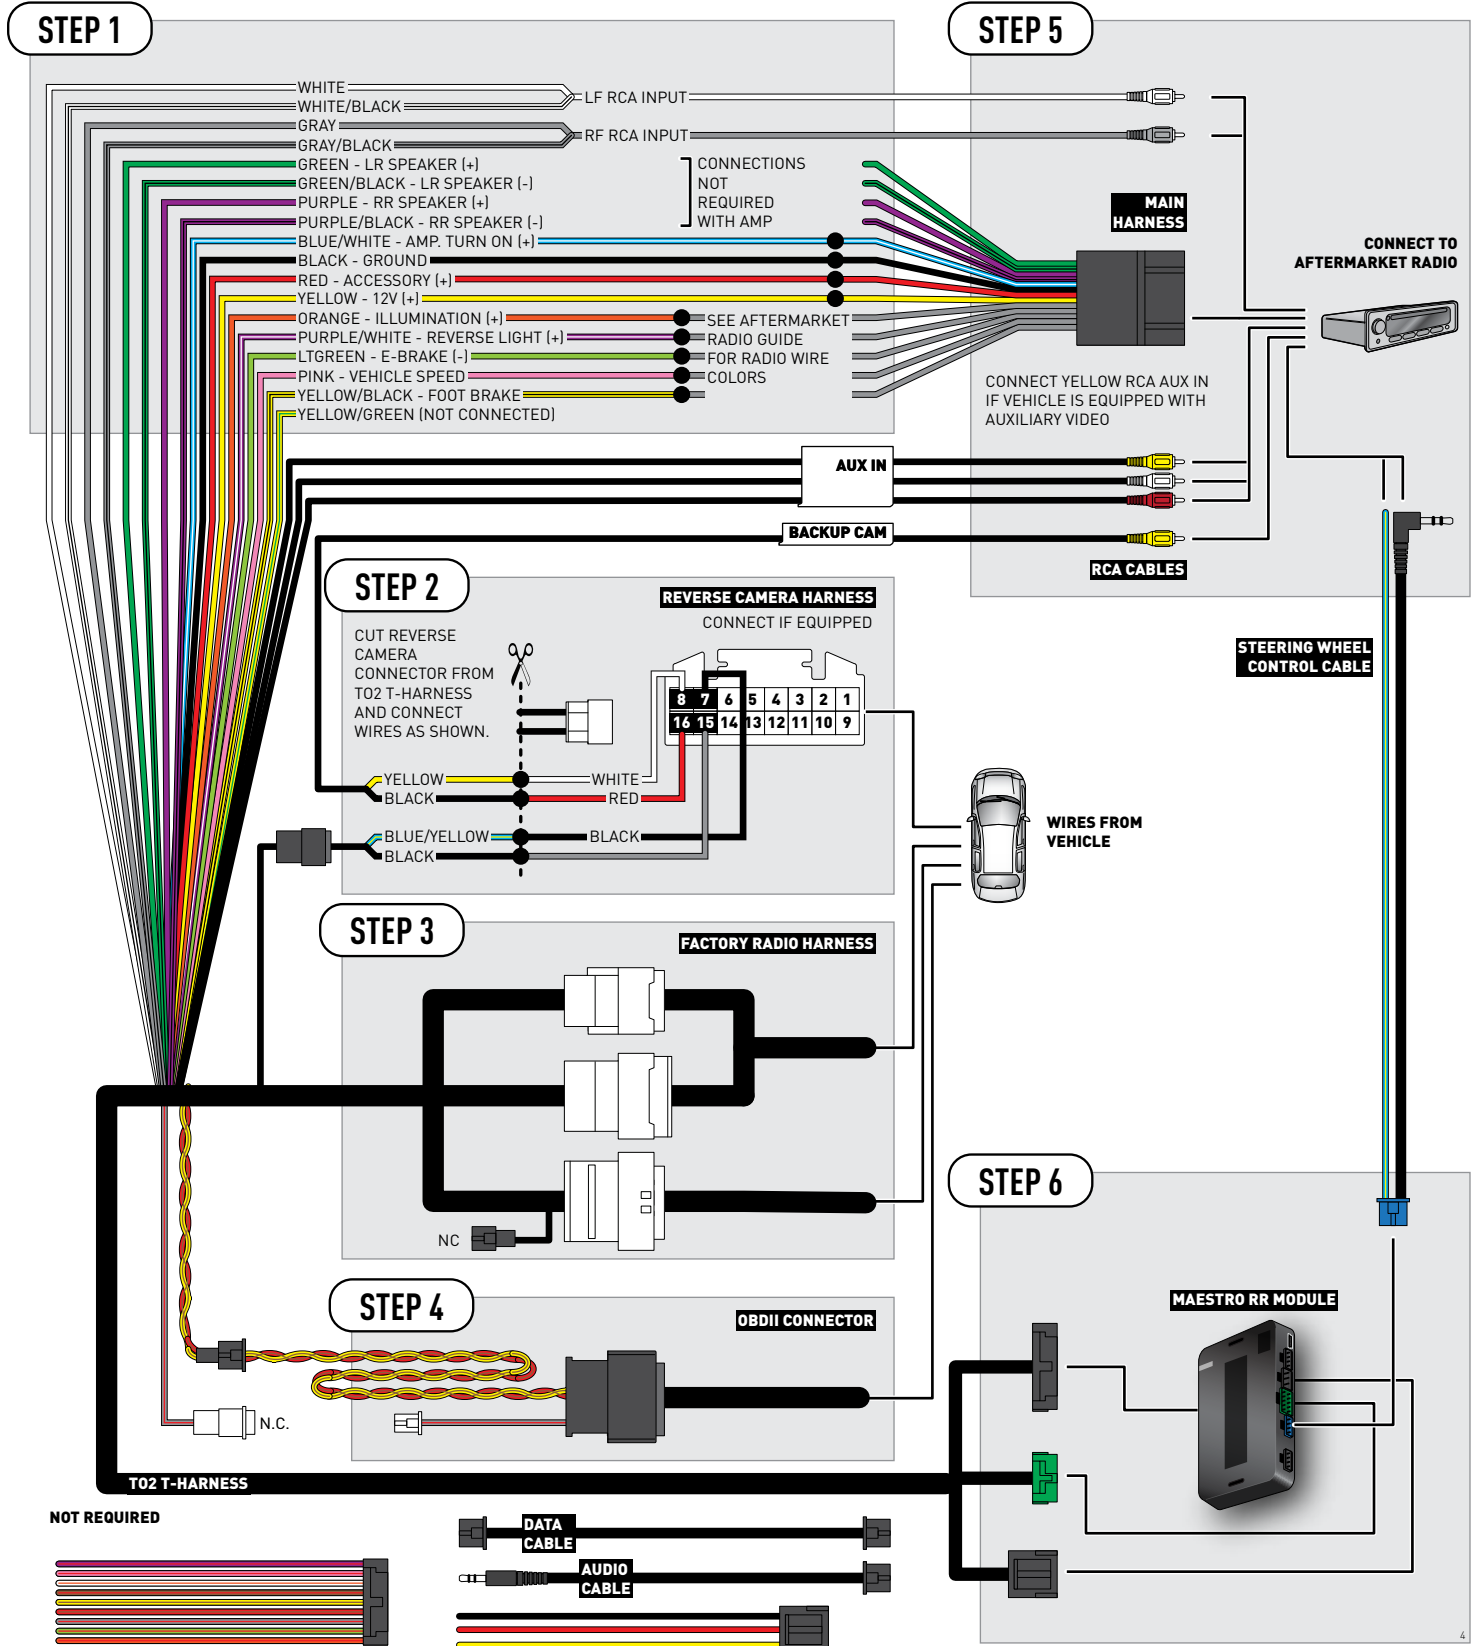 STEP 1
WHITE
WHITE/BLACK
LF RCA INPUT
GRAY
GRAY/BLACK
RF RCA INPUT
GREEN - LR SPEAKER (+)
GREEN/BLACK - LR SPEAKER (-)
PURPLE - RR SPEAKER (+)
PURPLE/BLACK - RR SPEAKER (-)
CONNECTIONS
NOT
REQUIRED
WITH AMP
BLUE/WHITE - AMP. TURN ON (+)
BLACK - GROUND
RED - ACCESSORY (+)
YELLOW - 12V (+)
ORANGE - ILLUMINATION (+)
PURPLE/WHITE - REVERSE LIGHT (+)
LTGREEN - E-BRAKE (-)
PINK - VEHICLE SPEED
YELLOW/BLACK - FOOT BRAKE
YELLOW/GREEN (NOT CONNECTED)
SEE AFTERMARKET
RADIO GUIDE
FOR RADIO WIRE
COLORS
STEP 5
MAIN
HARNESS
CONNECT TO
AFTERMARKET RADIO
CONNECT YELLOW RCA AUX IN
IF VEHICLE IS EQUIPPED WITH
AUXILIARY VIDEO
AUX IN
BACKUP CAM
RCA CABLES
STEERING WHEEL
CONTROL CABLE
STEP 2
REVERSE CAMERA HARNESS
CONNECT IF EQUIPPED
CUT REVERSE
CAMERA
CONNECTOR FROM
TO2 T-HARNESS
AND CONNECT
WIRES AS SHOWN.
8 7 6 5 4 3 2 1
16 15 14 13 12 11 10 9
YELLOW
WHITE
BLACK
RED
BLUE/YELLOW
BLACK
BLACK
WIRES FROM
VEHICLE
STEP 3
FACTORY RADIO HARNESS
NC
STEP 4
OBDII CONNECTOR
N.C.
STEP 6
MAESTRO RR MODULE
TO2 T-HARNESS
NOT REQUIRED
DATA
CABLE
AUDIO
CABLE
4